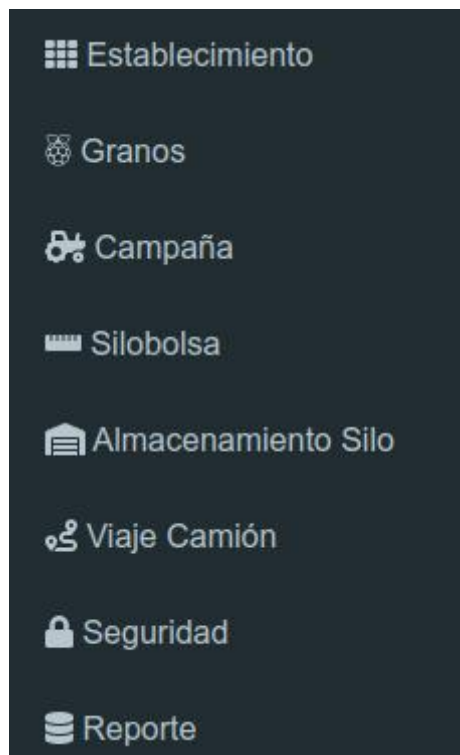 Establecimiento
Granos
Campaña
Silobolsa
Almacenamiento Silo
Viaje Camión
Seguridad
Reporte